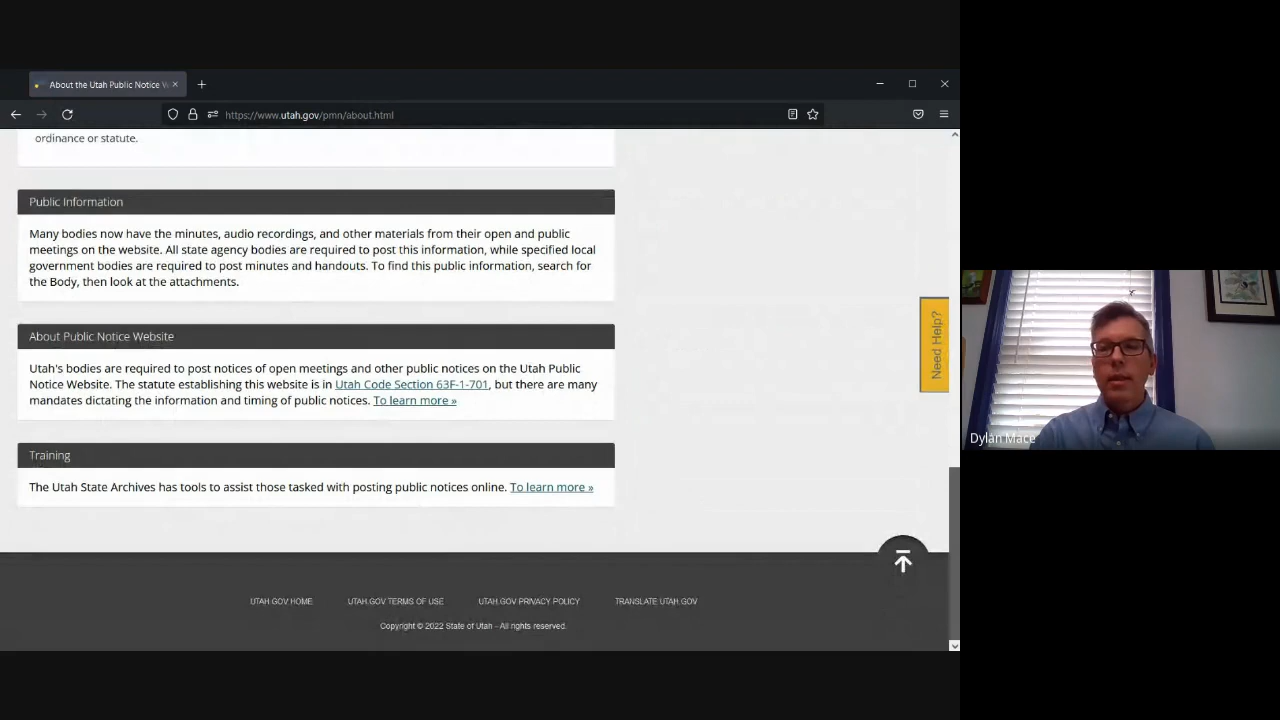 About the Utah Public Notice W
https://www.utah.gov/pmn/about.html
ordinance or statute.
Public Information
Many bodies now have the minutes, audio recordings, and other materials from their open and public
meetings on the website. All state agency bodies are required to post this information, while specified local
government bodies are required to post minutes and handouts. To find this public information, search for
the Body, then look at the attachments.
About Public Notice Website
Utah's bodies are required to post notices of open meetings and other public notices on the Utah Public
Notice Website. The statute establishing this website is in Utah Code Section 63F-1-701, but there are many
mandates dictating the information and timing of public notices. To learn more »
Training
The Utah State Archives has tools to assist those tasked with posting public notices online. To learn more »
Need Help?
UTAH.GOV HOME UTAH.GOV TERMS OF USE UTAH.GOV PRIVACY POLICY TRANSLATE UTAH.GOV
Copyright © 2022 State of Utah - All rights reserved.
Dylan Mace